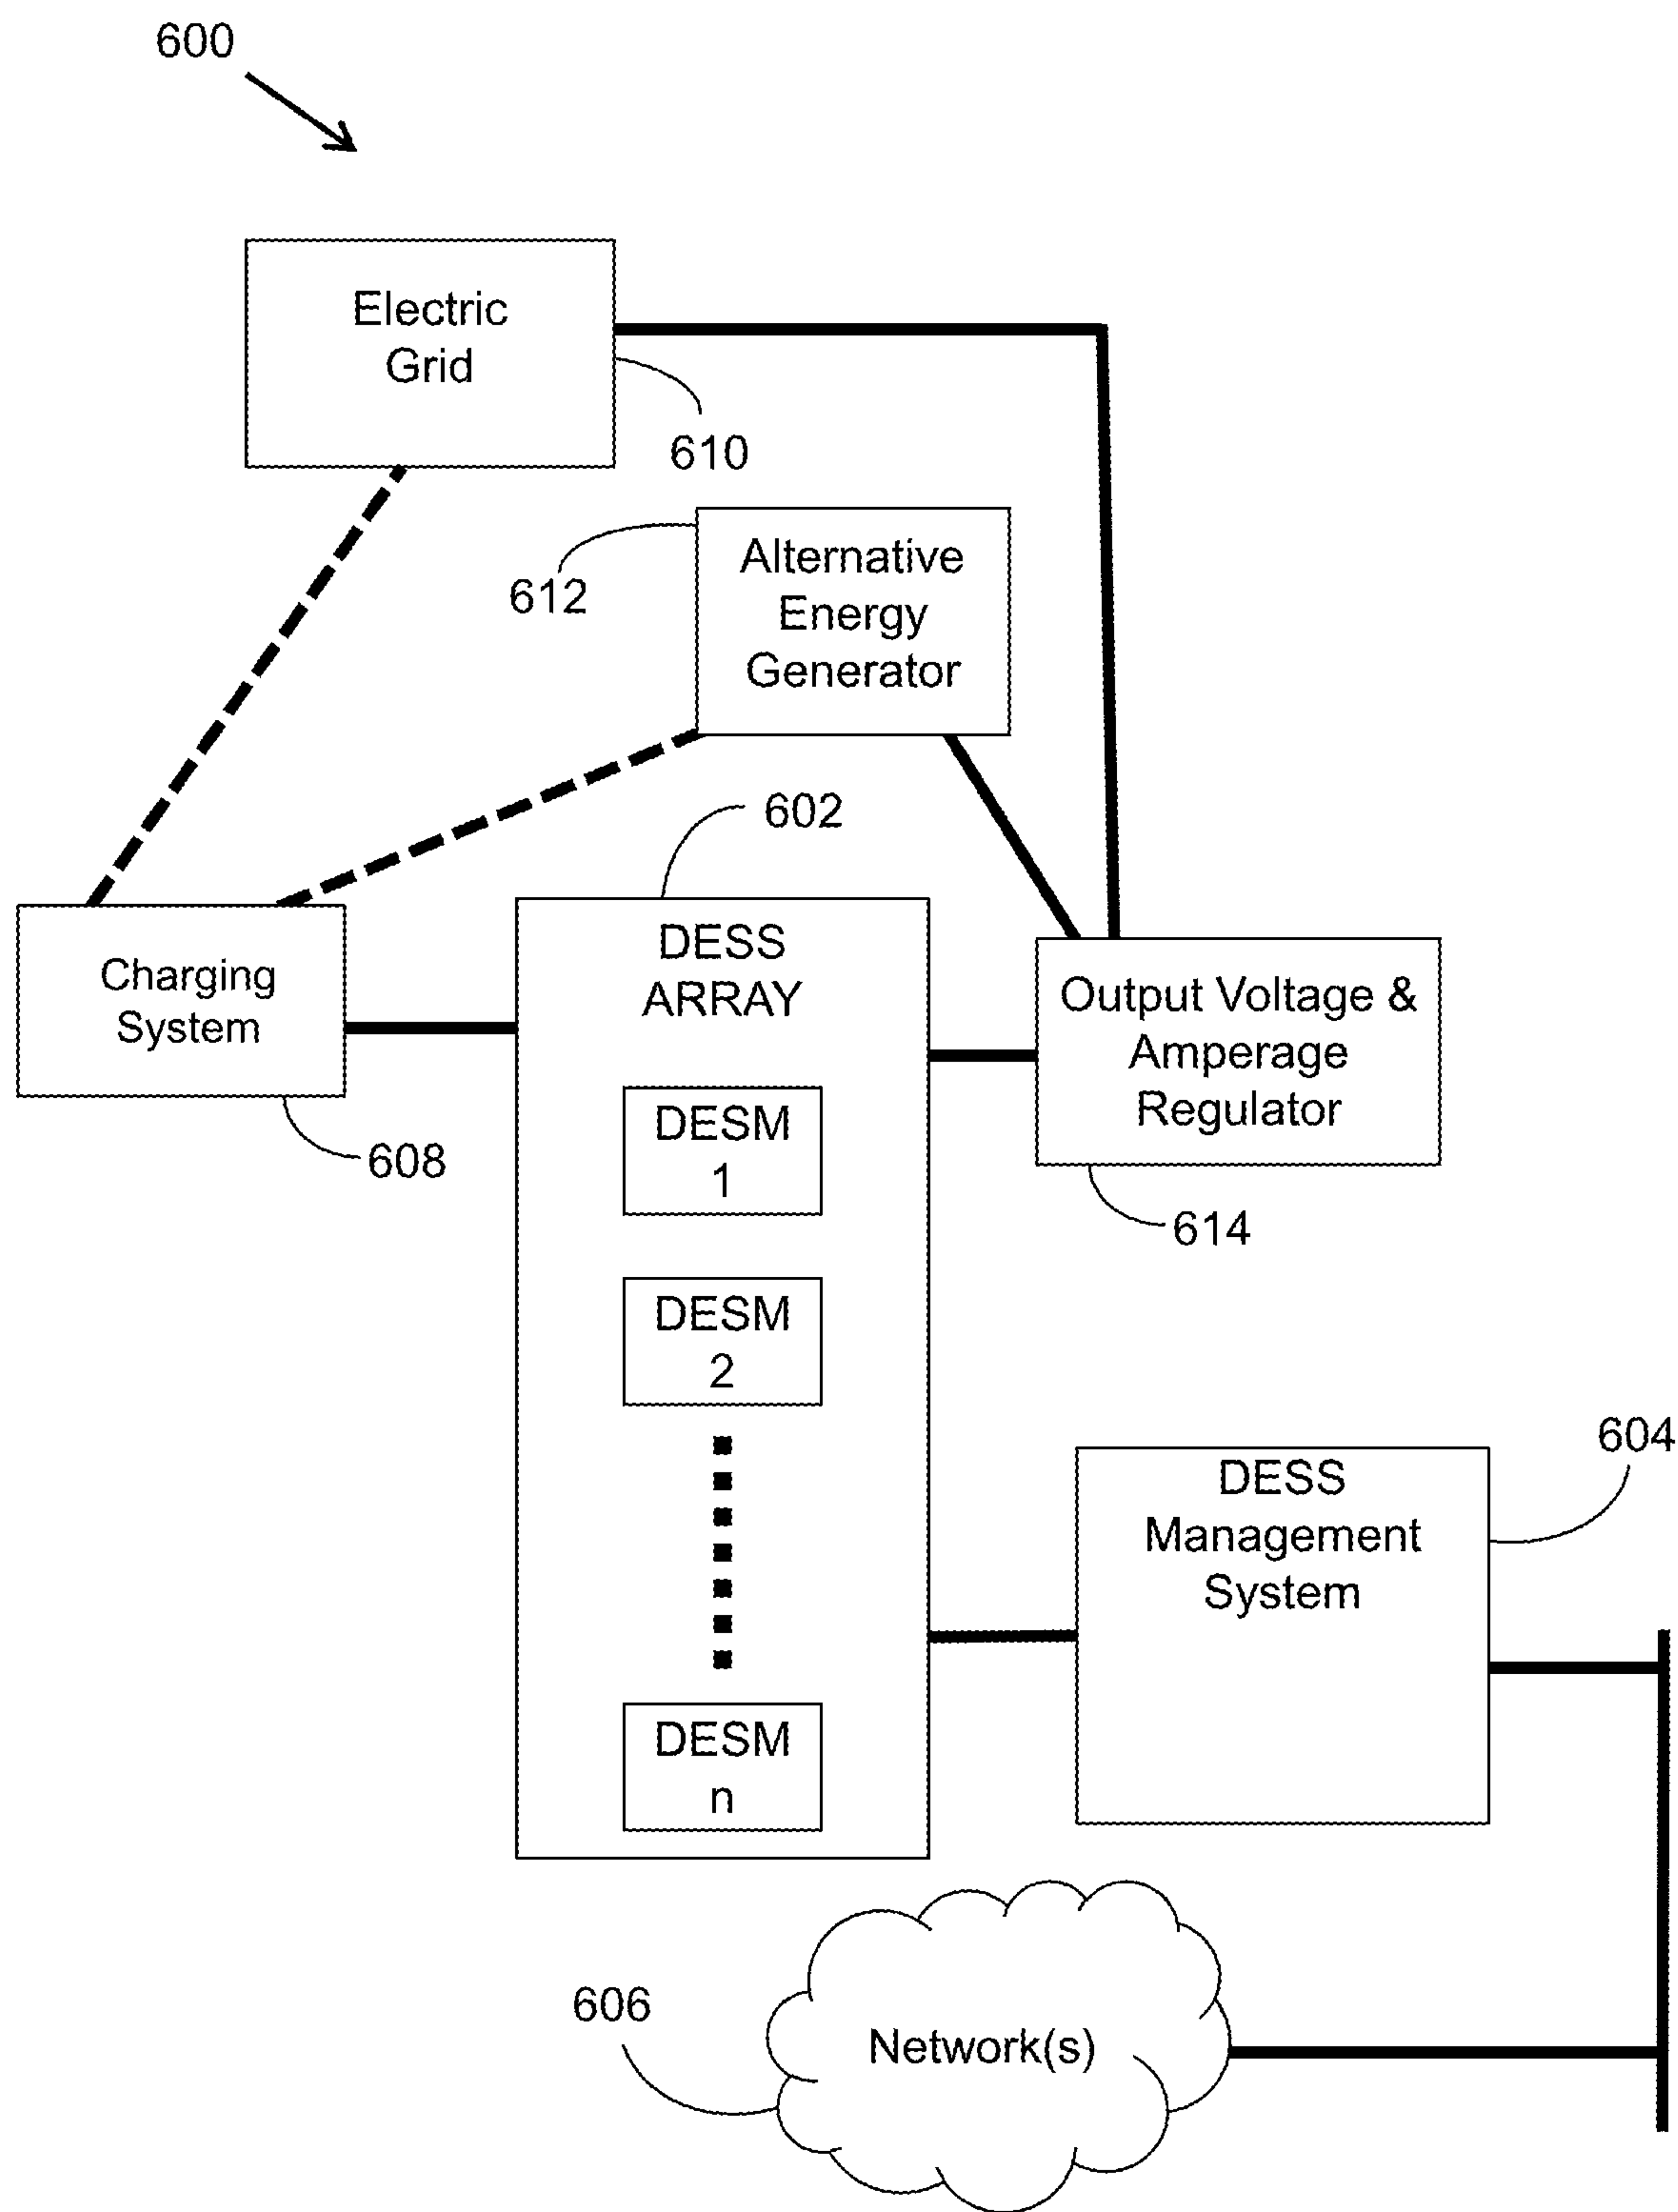 600
Electric
Grid
610
Alternative
Energy
Generator
612
602
DESS
ARRAY
Charging
System
608
Output Voltage &
Amperage
Regulator
614
DESM
1
DESM
2
DESM
n
604
DESS
Management
System
606
Network(s)